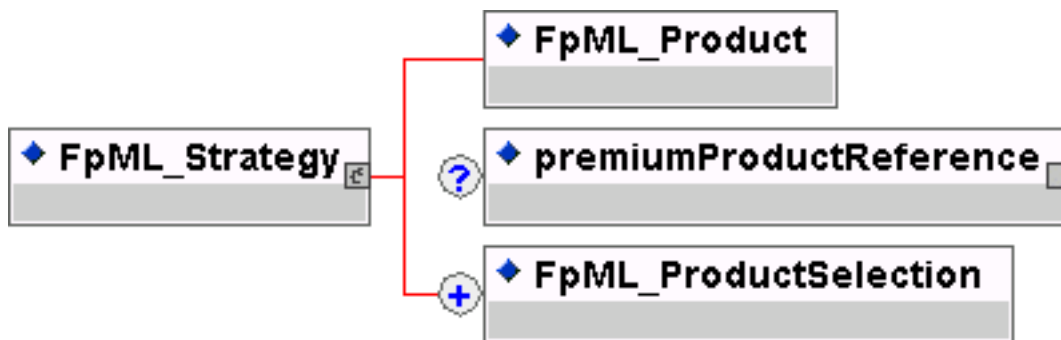 FpML_Product
FpML_Strategy
?
premiumProductReference
+
FpML_ProductSelection